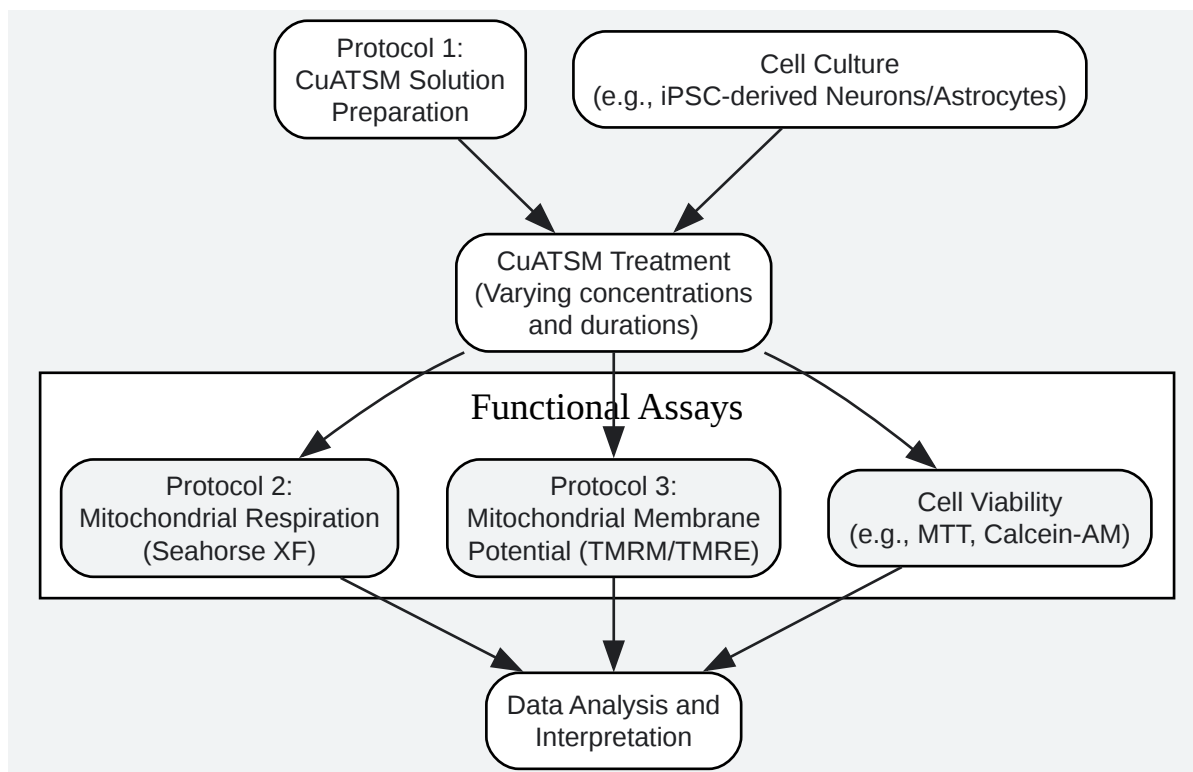 Protocol 1:
CuATSM Solution
Preparation
Cell Culture
(e.g., iPSC-derived Neurons/Astrocytes)
CuATSM Treatment
(Varying concentrations
and durations)
Functional Assays
Protocol 2:
Mitochondrial Respiration
(Seahorse XF)
Protocol 3:
Mitochondrial Membrane
Potential (TMRM/TMRE)
Cell Viability
(e.g., MTT, Calcein-AM)
Data Analysis and
Interpretation